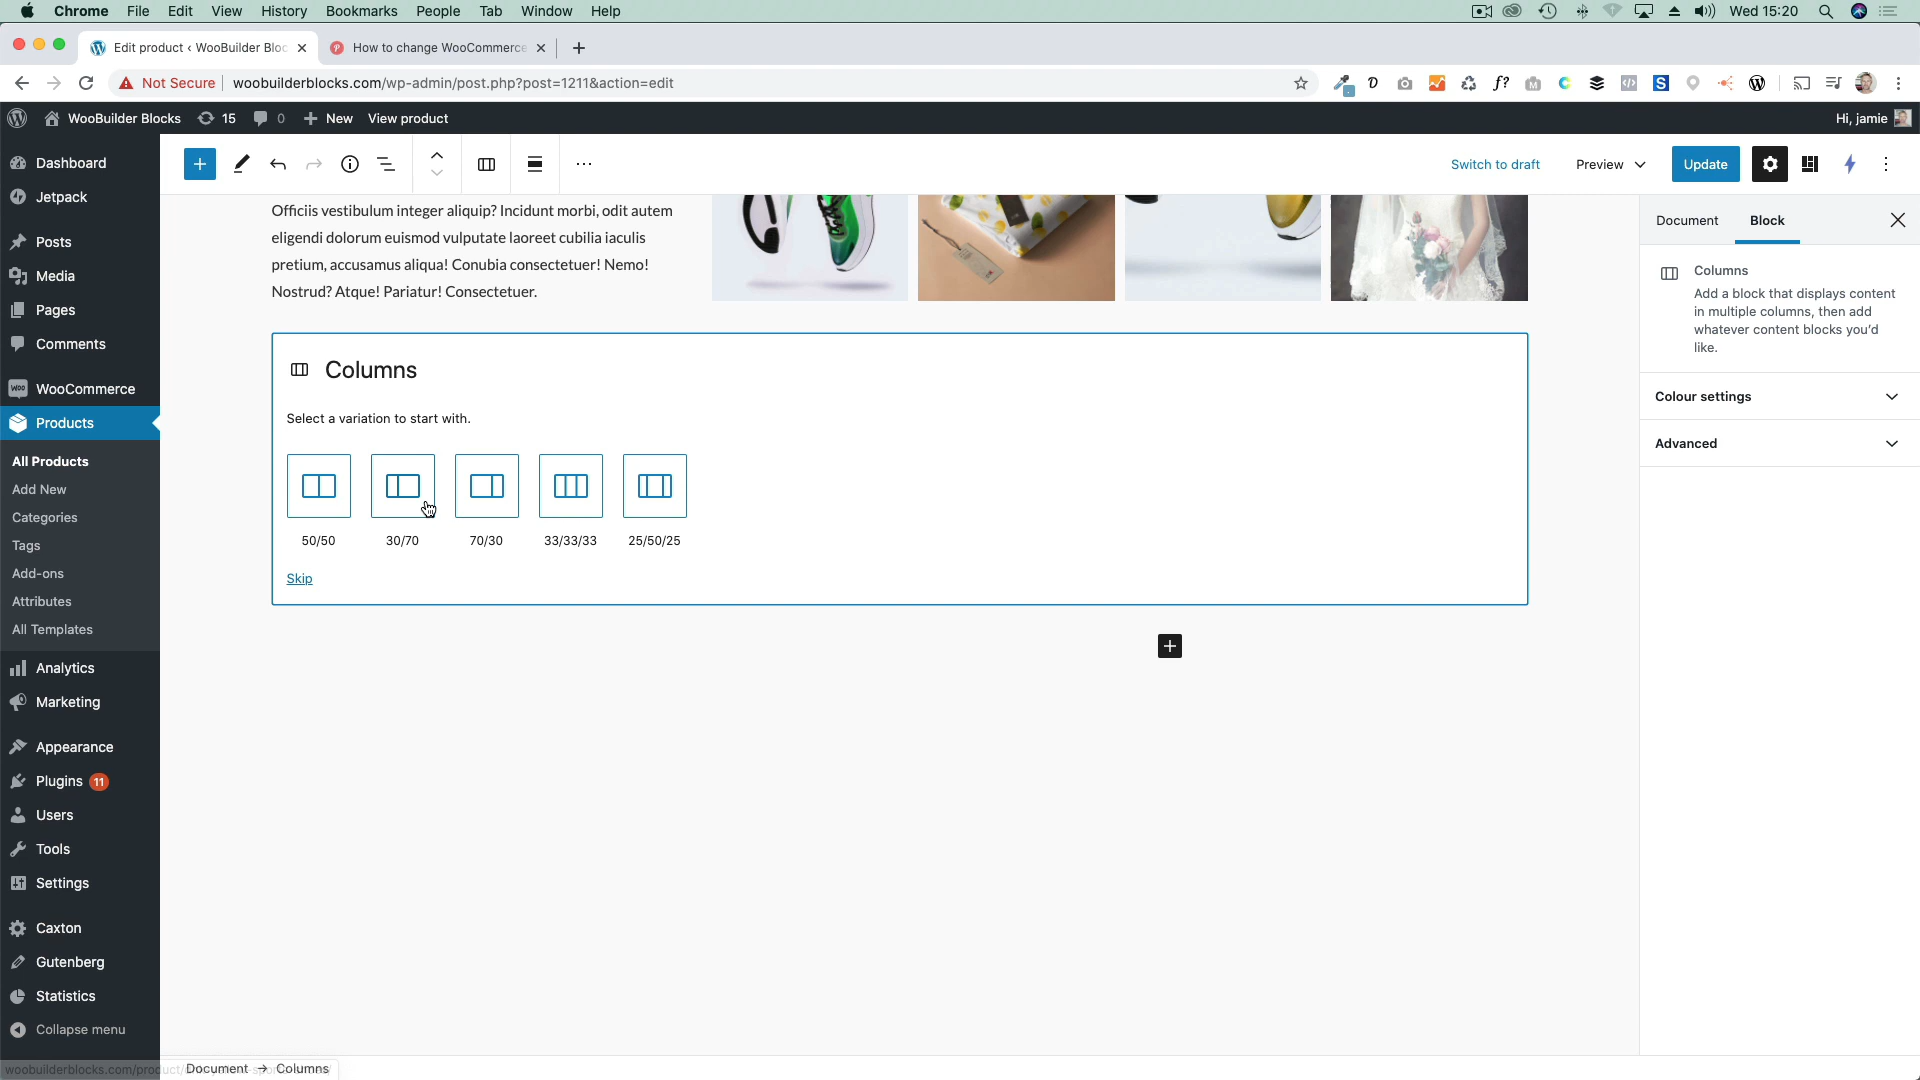 Chrome File Edit View History Bookmarks People Tab Window Help Wed 15:20
Edit product ‹ WooBuilder Bloc How to change WooCommerce
Not Secure woobuilderblocks.com/wp-admin/post.php?post=1211&action=edit
WooBuilder Blocks 15 0 New View product Hi, jamie
Switch to draft Preview Update
Dashboard
Jetpack
Posts
Media
Pages
Comments
WooCommerce
Products
All Products
Add New
Categories
Tags
Add-ons
Attributes
All Templates
Analytics
Marketing
Appearance
Plugins 11
Users
Tools
Settings
Caxton
Gutenberg
Statistics
Collapse menu
Officiis vestibulum integer aliquip? Incidunt morbi, odit autem
eligendi dolorum euismod vulputate laoreet cubilia iaculis
pretium, accusamus aliqua! Conubia consectetuer! Nemo!
Nostrud? Atque! Pariatur! Consectetuer.
Columns
Select a variation to start with.
50/50 30/70 70/30 33/33/33 25/50/25
Skip
Document Block
Columns
Add a block that displays content
in multiple columns, then add
whatever content blocks you'd
like.
Colour settings
Advanced
woobuilderblocks.com/product/
Document → Columns